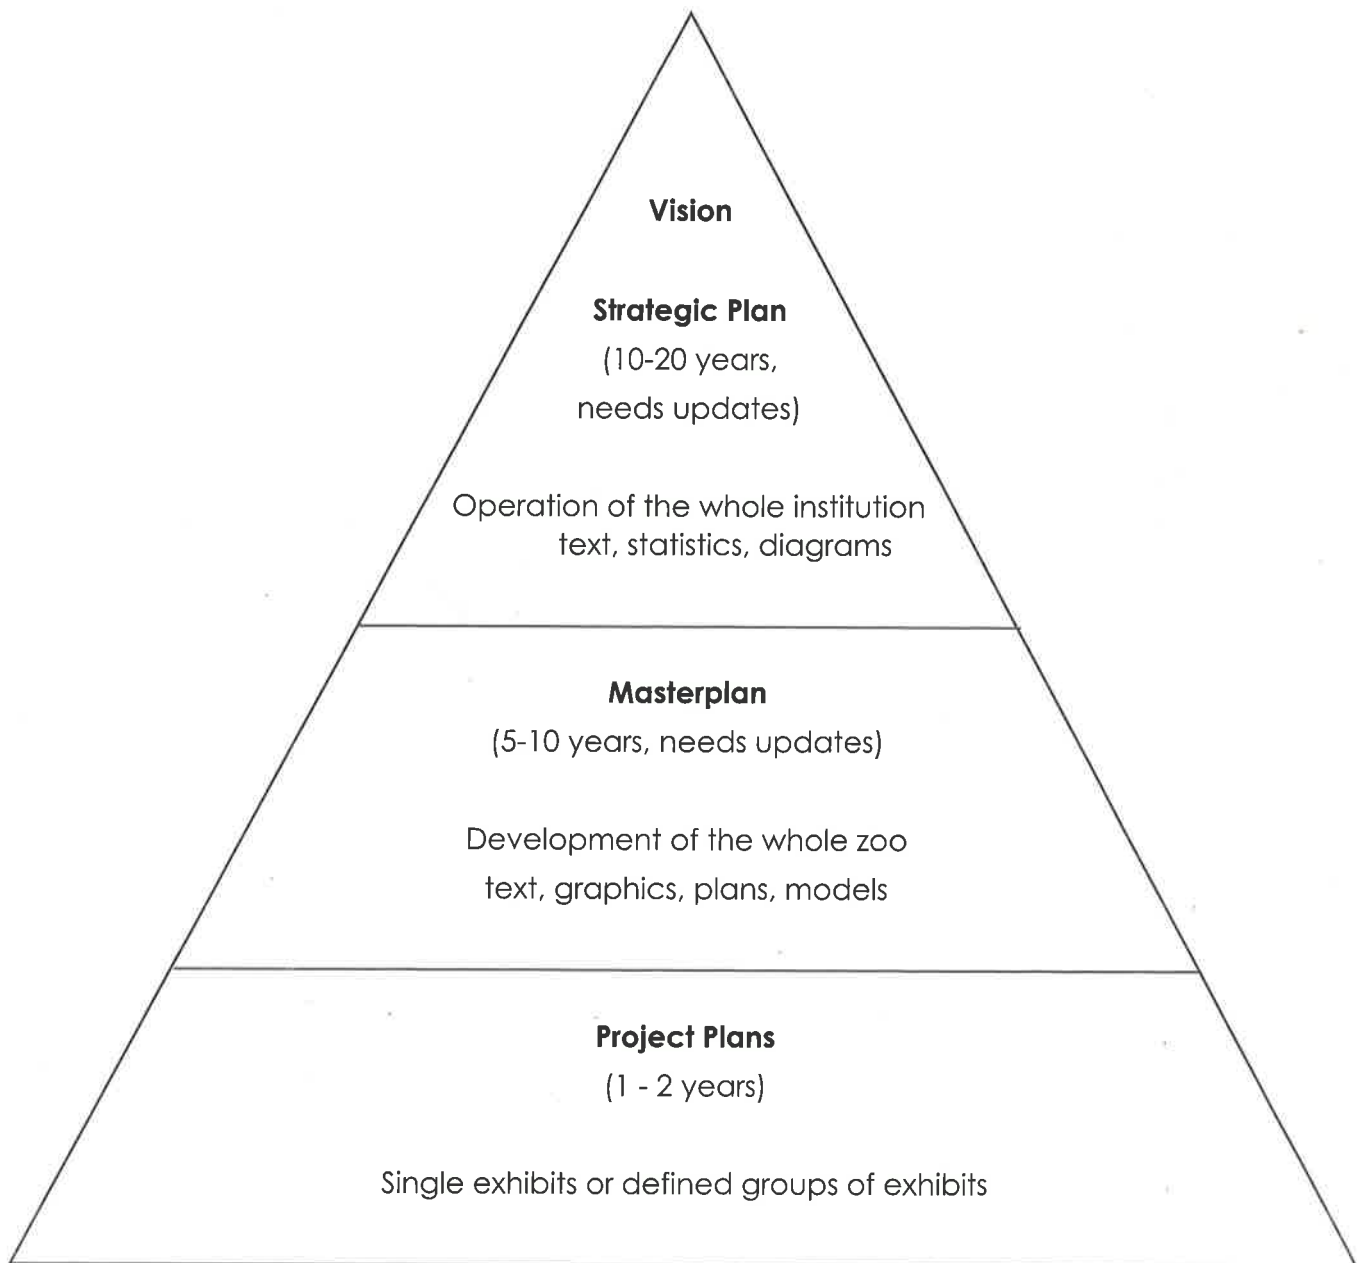 Vision
Strategic Plan
(10-20 years,
needs updates)
Operation of the whole institution
text, statistics, diagrams
Masterplan
(5-10 years, needs updates)
Development of the whole zoo
text, graphics, plans, models
Project Plans
(1 - 2 years)
Single exhibits or defined groups of exhibits